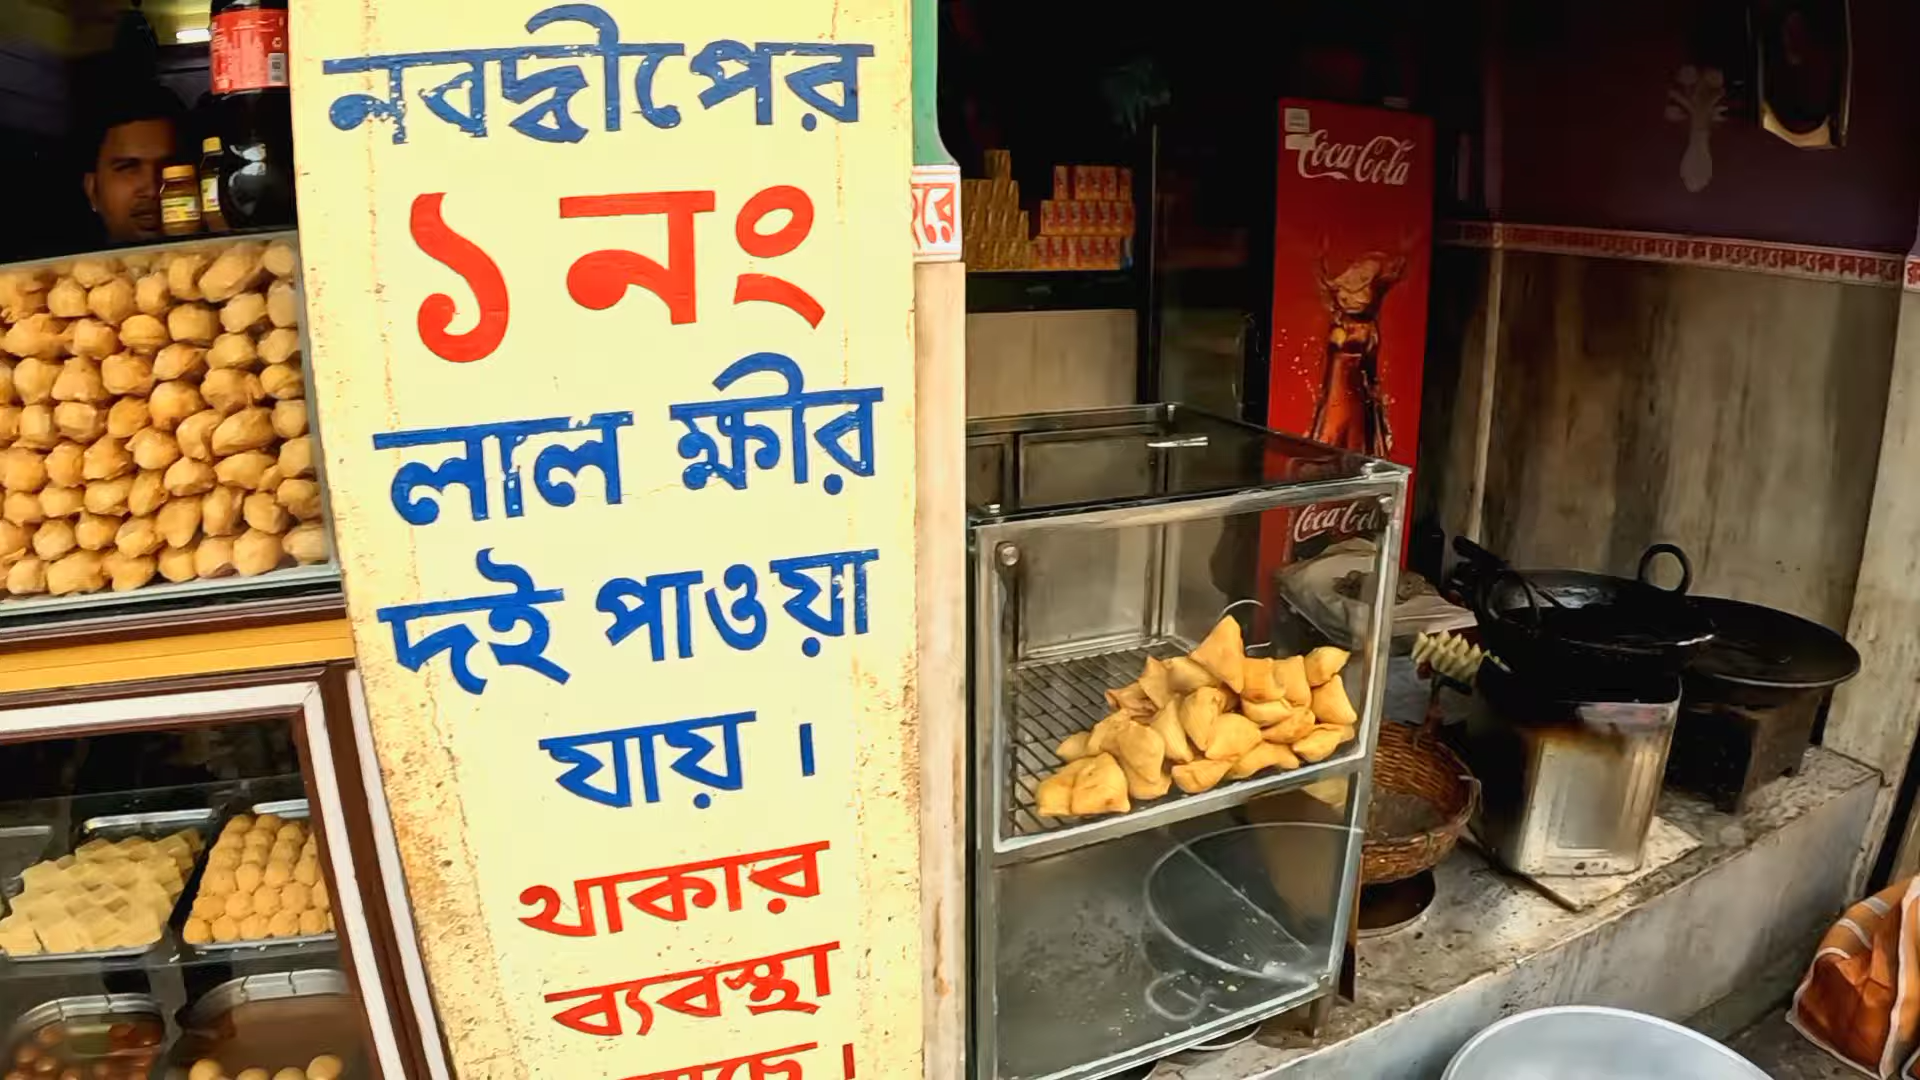 নবদ্বীপের
১ নং
লাল ক্ষীর
দই পাওয়া
যায়।
থাকার
ব্যবস্থা
Coca-Cola
Coca-Cola